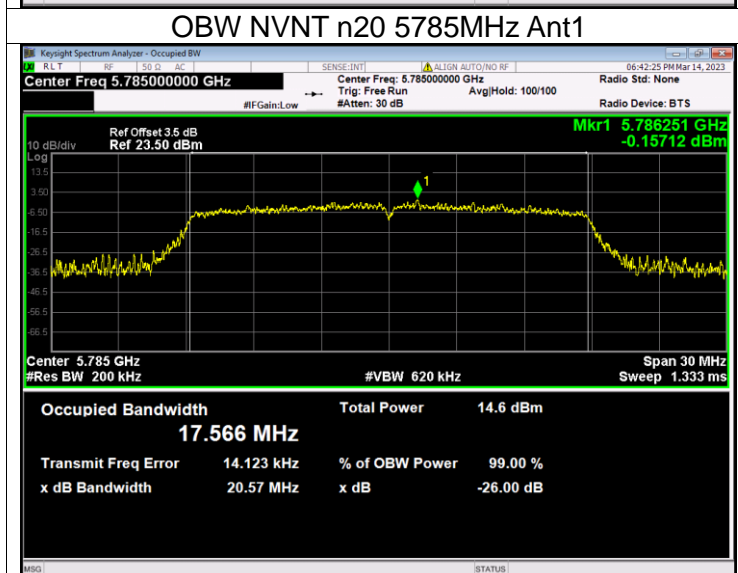 OBW NVNT n20 5785MHz Ant1
Keysight Spectrum Analyzer - Occupied BW
RLT RF 50 Ω AC SENSE:INT ALIGN AUTO/NO RF 06:42:25 PM Mar 14, 2023
Center Freq 5.785000000 GHz Center Freq: 5.785000000 GHz Radio Std: None
Trig: Free Run Avg|Hold: 100/100
#IFGain:Low #Atten: 30 dB Radio Device: BTS
Ref Offset 3.5 dB Mkr1 5.786251 GHz
10 dB/div Ref 23.50 dBm -0.15712 dBm
Log
13.5
3.50
-6.50
-16.5
-26.5
-36.5
-46.5
-56.5
-66.5
1
Center 5.785 GHz Span 30 MHz
#Res BW 200 kHz #VBW 620 kHz Sweep 1.333 ms
Occupied Bandwidth Total Power 14.6 dBm
17.566 MHz
Transmit Freq Error 14.123 kHz % of OBW Power 99.00 %
x dB Bandwidth 20.57 MHz x dB -26.00 dB
MSG STATUS